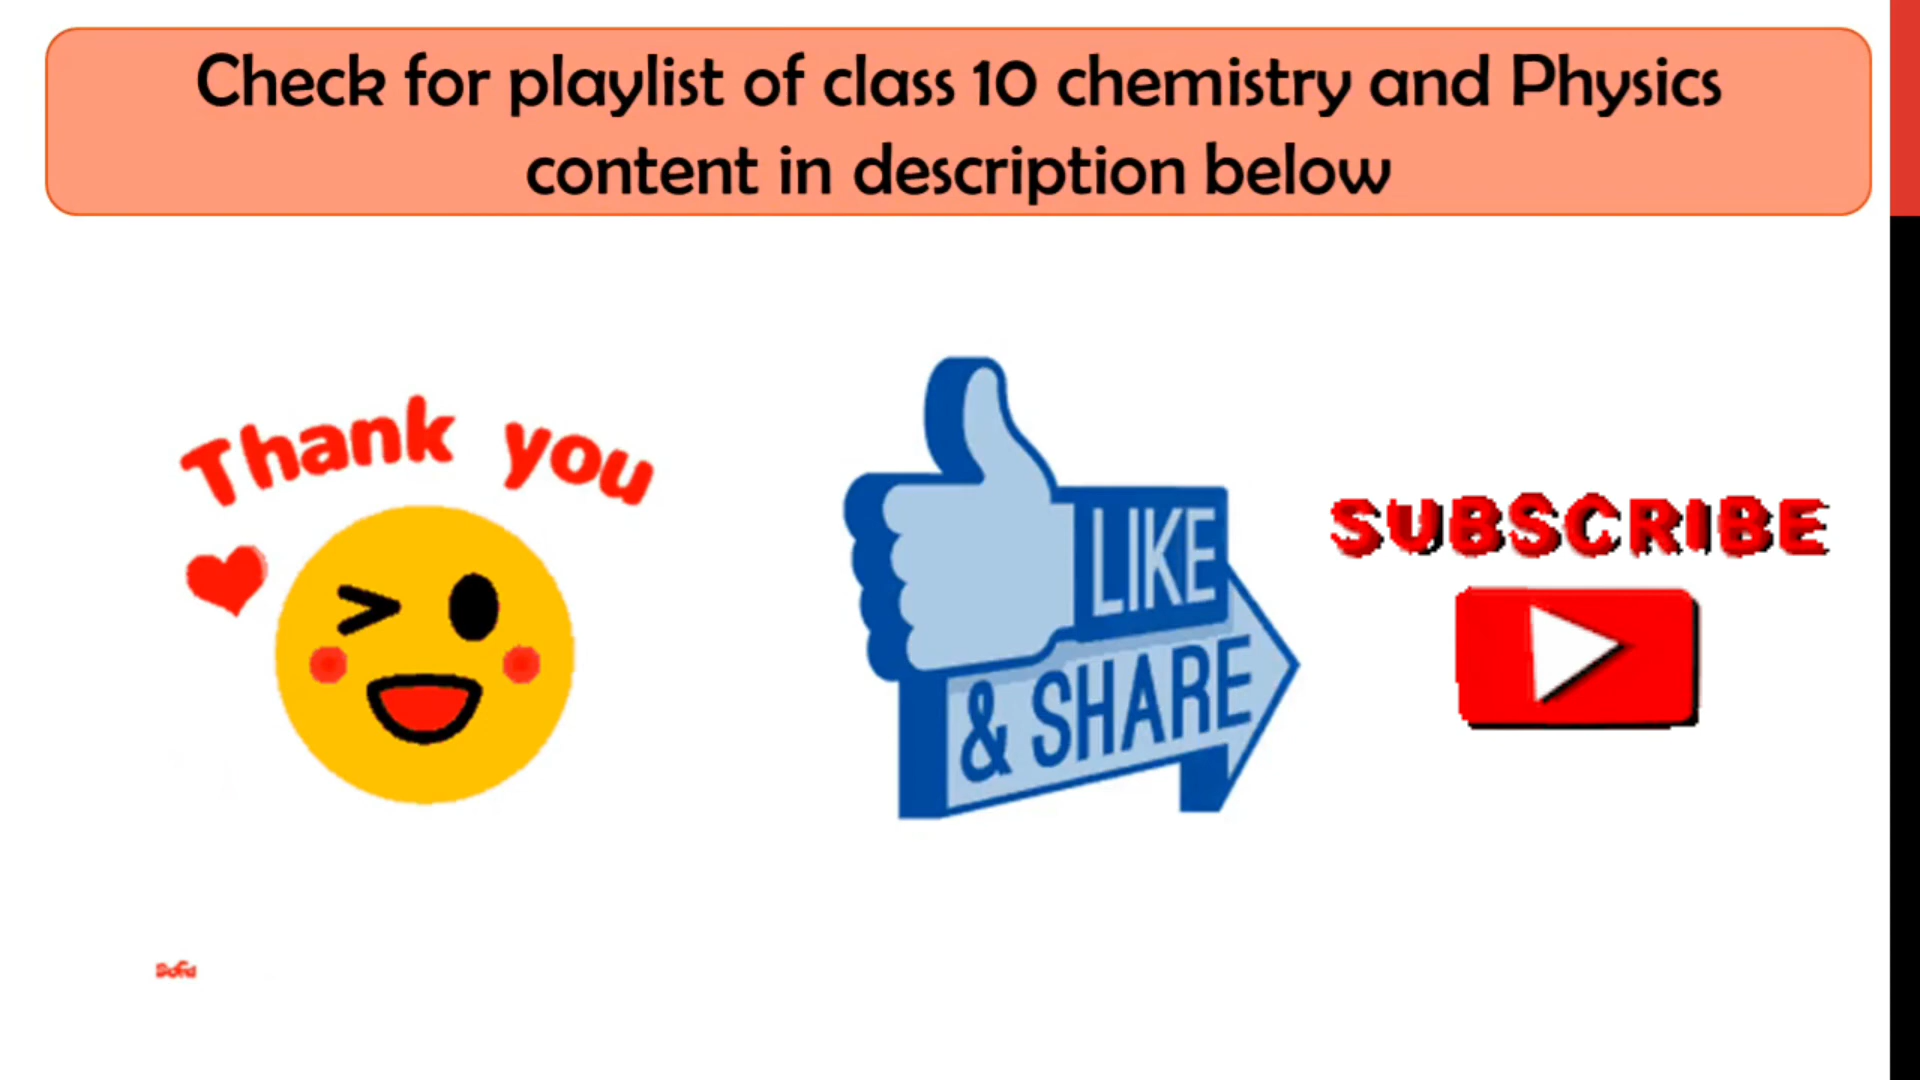 Check for playlist of class 10 chemistry and Physics
content in description below
Thank you
LIKE
& SHARE
SUBSCRIBE